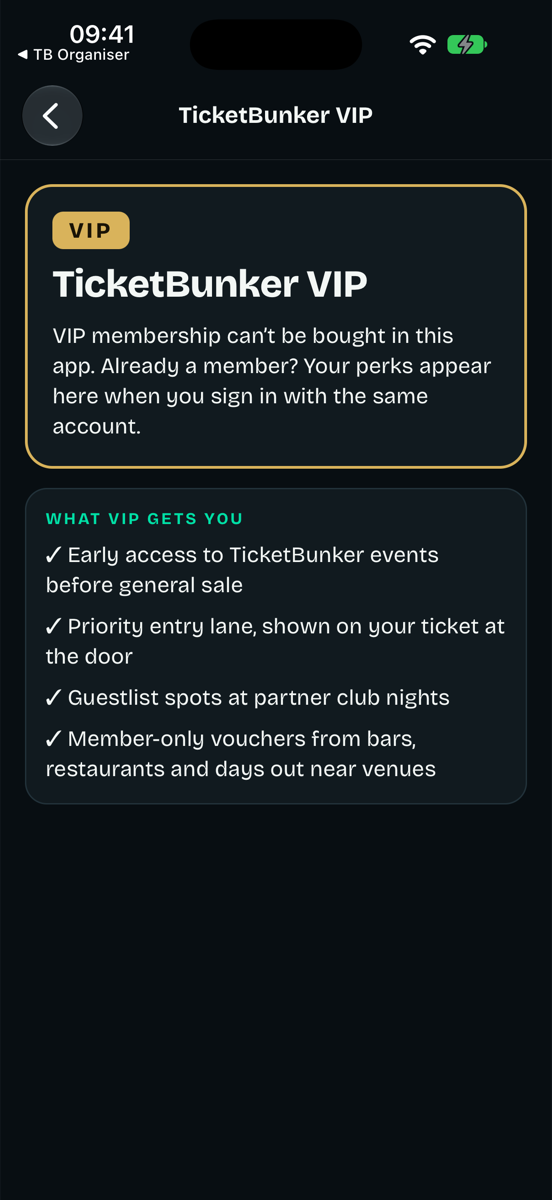 09:41
◀ TB Organiser
TicketBunker VIP
VIP
TicketBunker VIP
VIP membership can't be bought in this
app. Already a member? Your perks appear
here when you sign in with the same
account.
WHAT VIP GETS YOU
✓ Early access to TicketBunker events
before general sale
✓ Priority entry lane, shown on your ticket at
the door
✓ Guestlist spots at partner club nights
✓ Member-only vouchers from bars,
restaurants and days out near venues